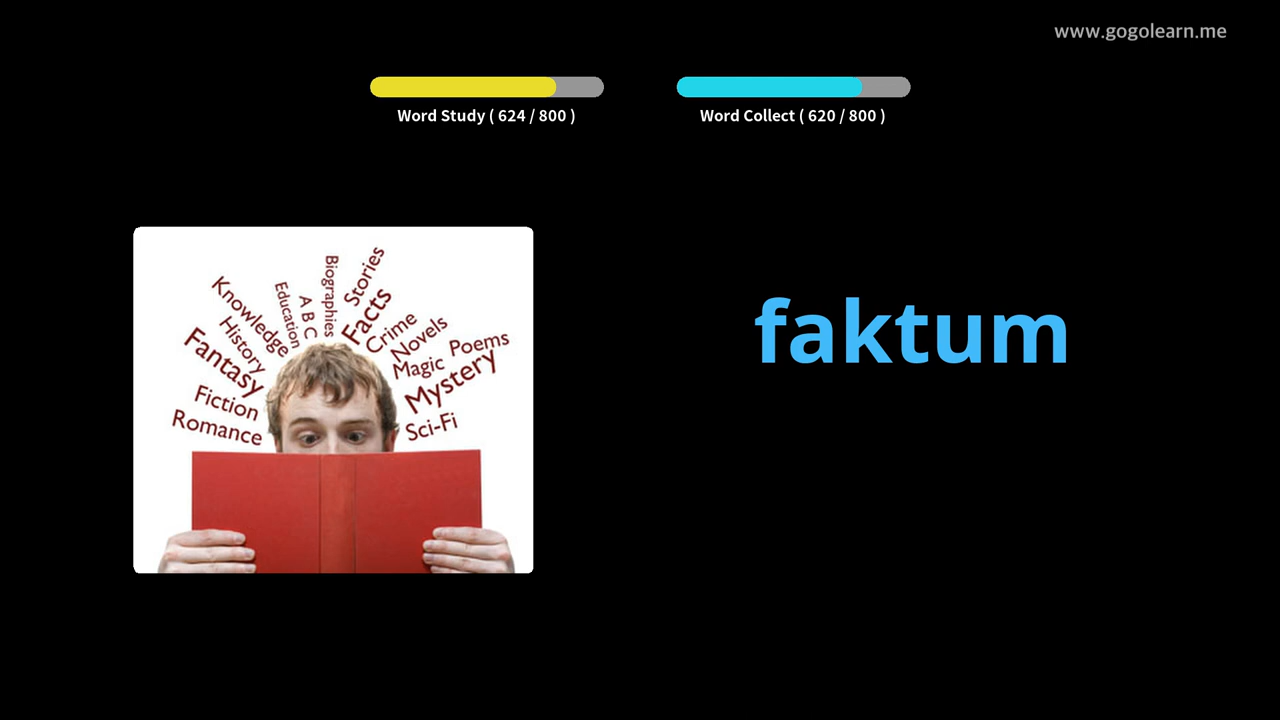 www.gogolearn.me
Word Study ( 624 / 800 )
Word Collect ( 620 / 800 )
faktum
Knowledge
History
Fantasy
Fiction
Romance
Education
A B C
Biographies
Stories
Facts
Crime
Novels
Magic
Poems
Mystery
Sci-Fi